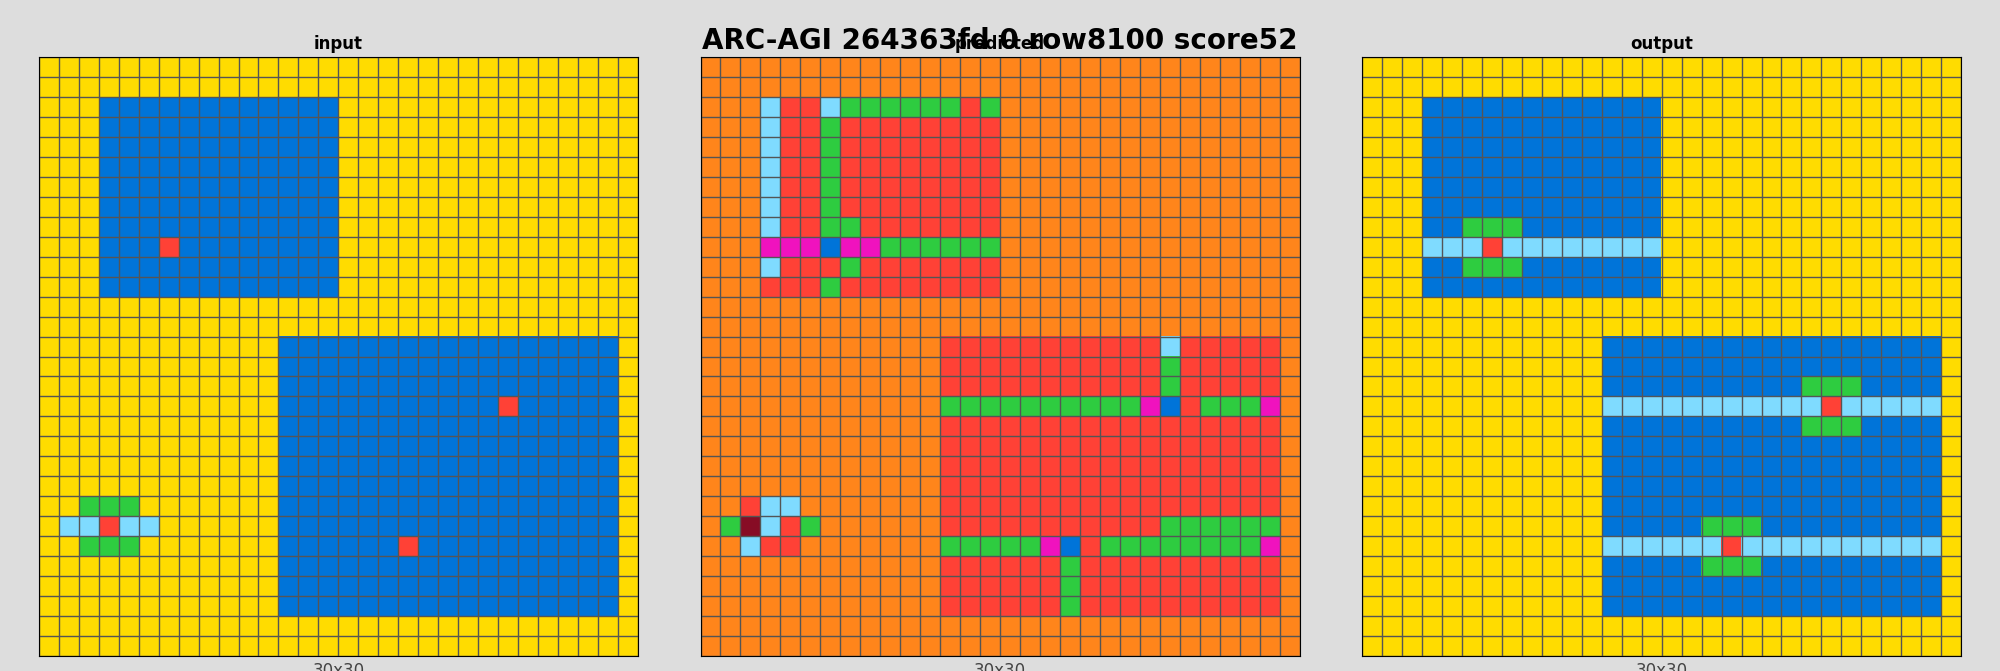 ARC-AGI 264363fd 0 row8100 score52
input
predicted
output
30x30
30x30
30x30